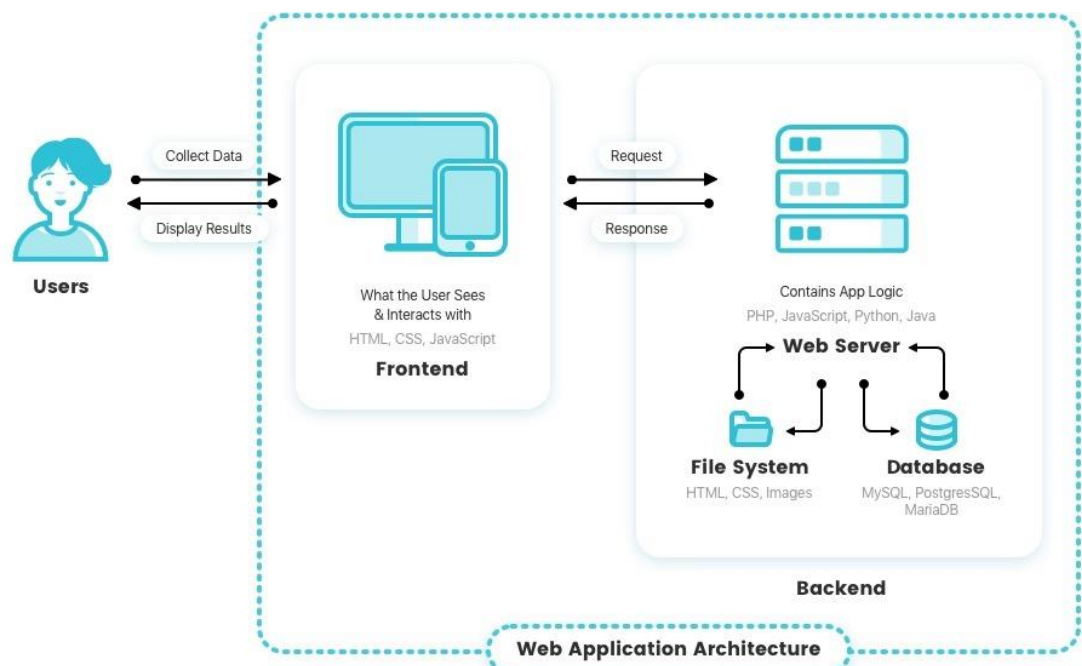 Collect Data
Display Results
Users
What the User Sees
& Interacts with
HTML, CSS, JavaScript
Frontend
Request
Response
Contains App Logic
PHP, JavaScript, Python, Java
Web Server
File System
HTML, CSS, Images
Database
MySQL, PostgresSQL,
MariaDB
Backend
Web Application Architecture